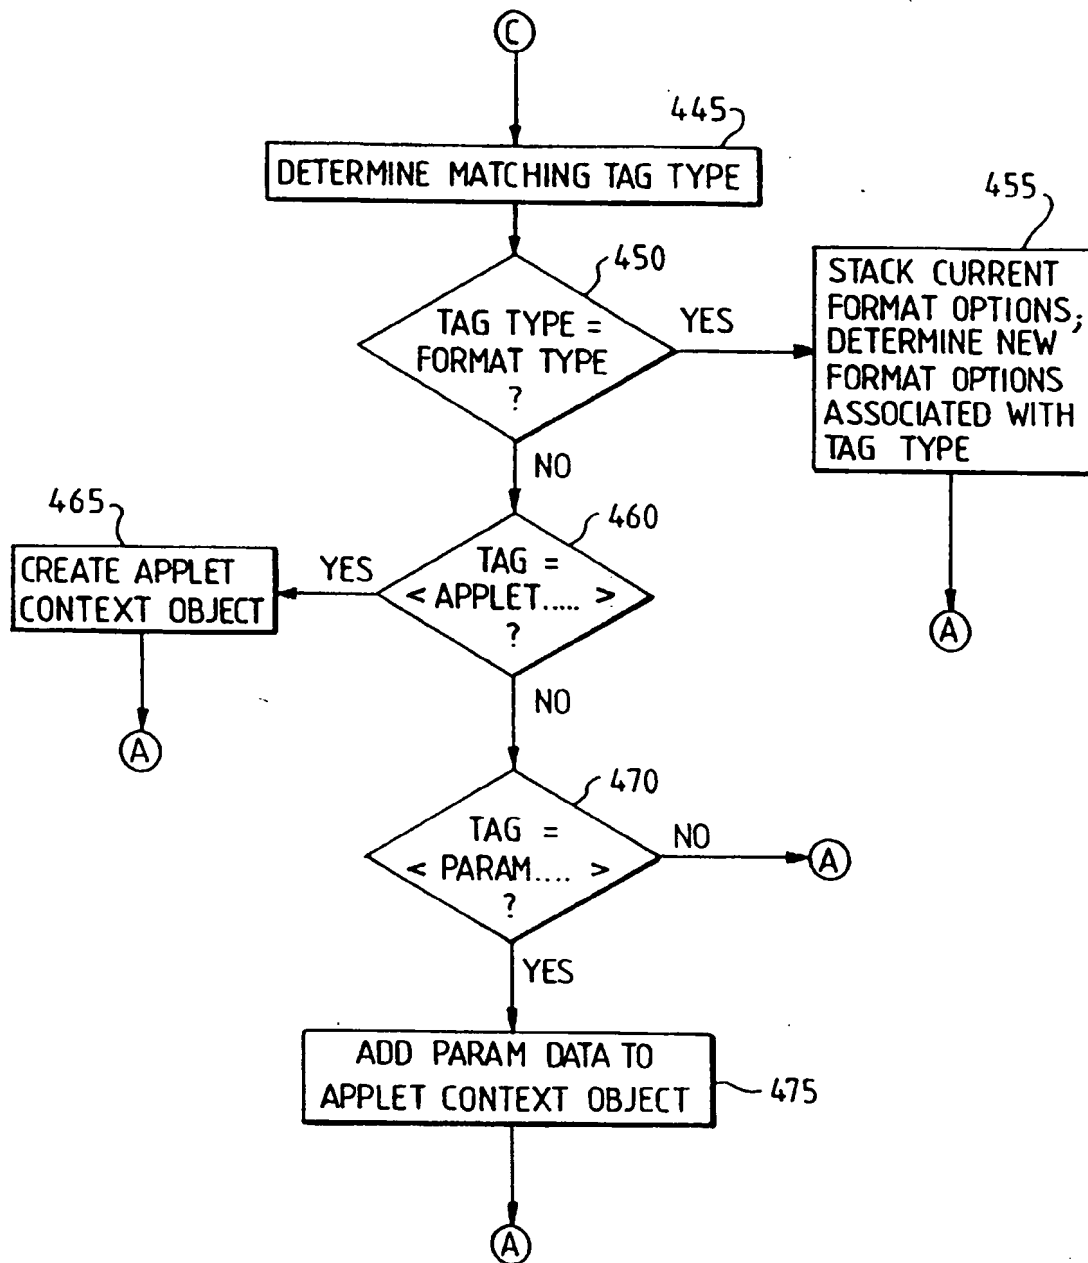 C
445
DETERMINE MATCHING TAG TYPE
450
TAG TYPE =
FORMAT TYPE
?
YES
455
STACK CURRENT
FORMAT OPTIONS;
DETERMINE NEW
FORMAT OPTIONS
ASSOCIATED WITH
TAG TYPE
A
NO
460
TAG =
< APPLET..... >
?
YES
465
CREATE APPLET
CONTEXT OBJECT
A
NO
470
TAG =
< PARAM.... >
?
NO
A
YES
ADD PARAM DATA TO
APPLET CONTEXT OBJECT
475
A